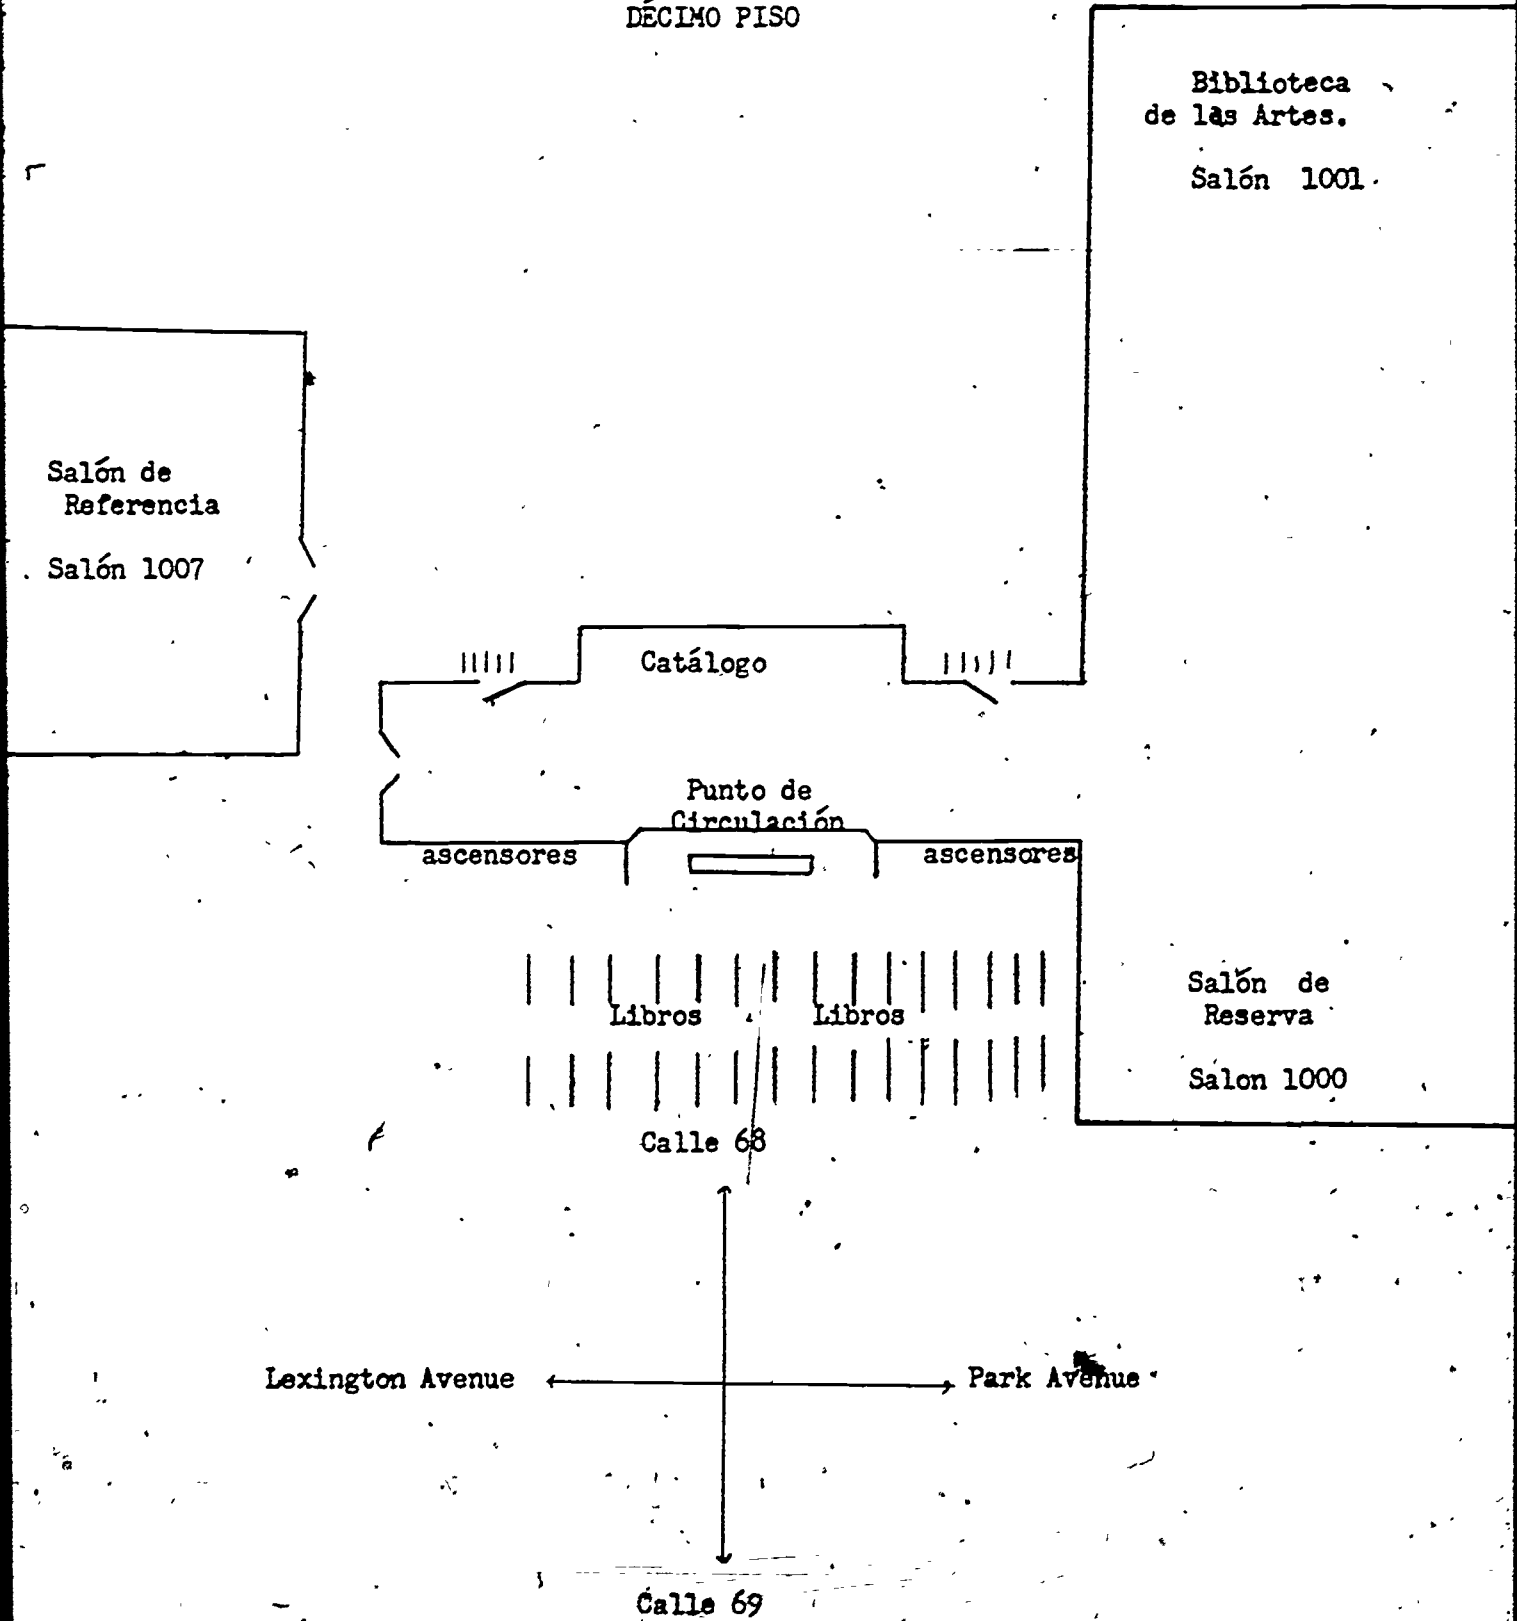 DÉCIMO PISO
Biblioteca
de las Artes.
Salón 1001
Salón de
Referencia
Salón 1007
Catálogo
Punto de
Circulación
ascensores
ascensores
Libros
Libros
Salón de
Reserva
Salon 1000
Calle 68
Lexington Avenue
Park Avenue
Calle 69